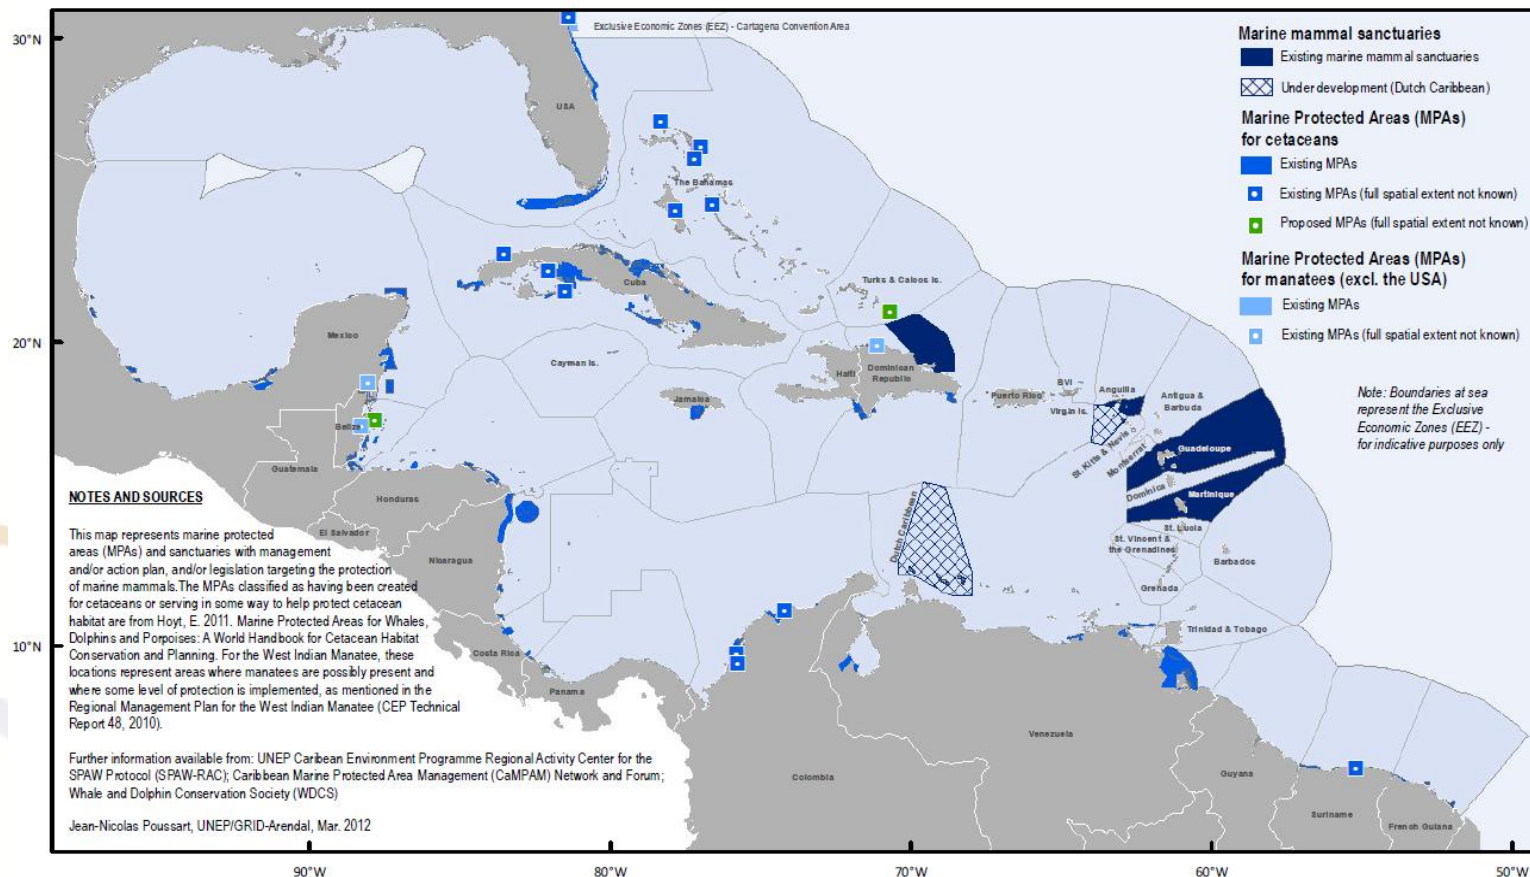 Exclusive Economic Zones (EEZ) - Cartagena Convention Area
30°N
20°N
10°N
90°W
80°W
70°W
60°W
50°W
Marine mammal sanctuaries
Existing marine mammal sanctuaries
Under development (Dutch Caribbean)
Marine Protected Areas (MPAs)
for cetaceans
Existing MPAs
Existing MPAs (full spatial extent not known)
Proposed MPAs (full spatial extent not known)
Marine Protected Areas (MPAs)
for manatees (excl. the USA)
Existing MPAs
Existing MPAs (full spatial extent not known)
Note: Boundaries at sea
represent the Exclusive
Economic Zones (EEZ) -
for indicative purposes only
USA
The Bahamas
Cuba
Turks & Caicos Is.
Mexico
Cayman Is.
Haiti
Dominican
Republic
Jamaica
Puerto Rico
BVI
Virgin Is.
Anguilla
Antigua &
Barbuda
St. Kitts & Nevis
Montserrat
Guadeloupe
Dominica
Martinique
St. Lucia
St. Vincent &
the Grenadines
Barbados
Grenada
Trinidad & Tobago
Dutch Caribbean
Belize
Guatemala
Honduras
El Salvador
Nicaragua
Costa Rica
Panama
Colombia
Venezuela
Guyana
Suriname
French Guiana
NOTES AND SOURCES
This map represents marine protected
areas (MPAs) and sanctuaries with management
and/or action plan, and/or legislation targeting the protection
of marine mammals.The MPAs classified as having been created
for cetaceans or serving in some way to help protect cetacean
habitat are from Hoyt, E. 2011. Marine Protected Areas for Whales,
Dolphins and Porpoises: A World Handbook for Cetacean Habitat
Conservation and Planning. For the West Indian Manatee, these
locations represent areas where manatees are possibly present and
where some level of protection is implemented, as mentioned in the
Regional Management Plan for the West Indian Manatee (CEP Technical
Report 48, 2010).
Further information available from: UNEP Caribean Environment Programme Regional Activity Center for the
SPAW Protocol (SPAW-RAC); Caribbean Marine Protected Area Management (CaMPAM) Network and Forum;
Whale and Dolphin Conservation Society (WDCS)
Jean-Nicolas Poussart, UNEP/GRID-Arendal, Mar. 2012